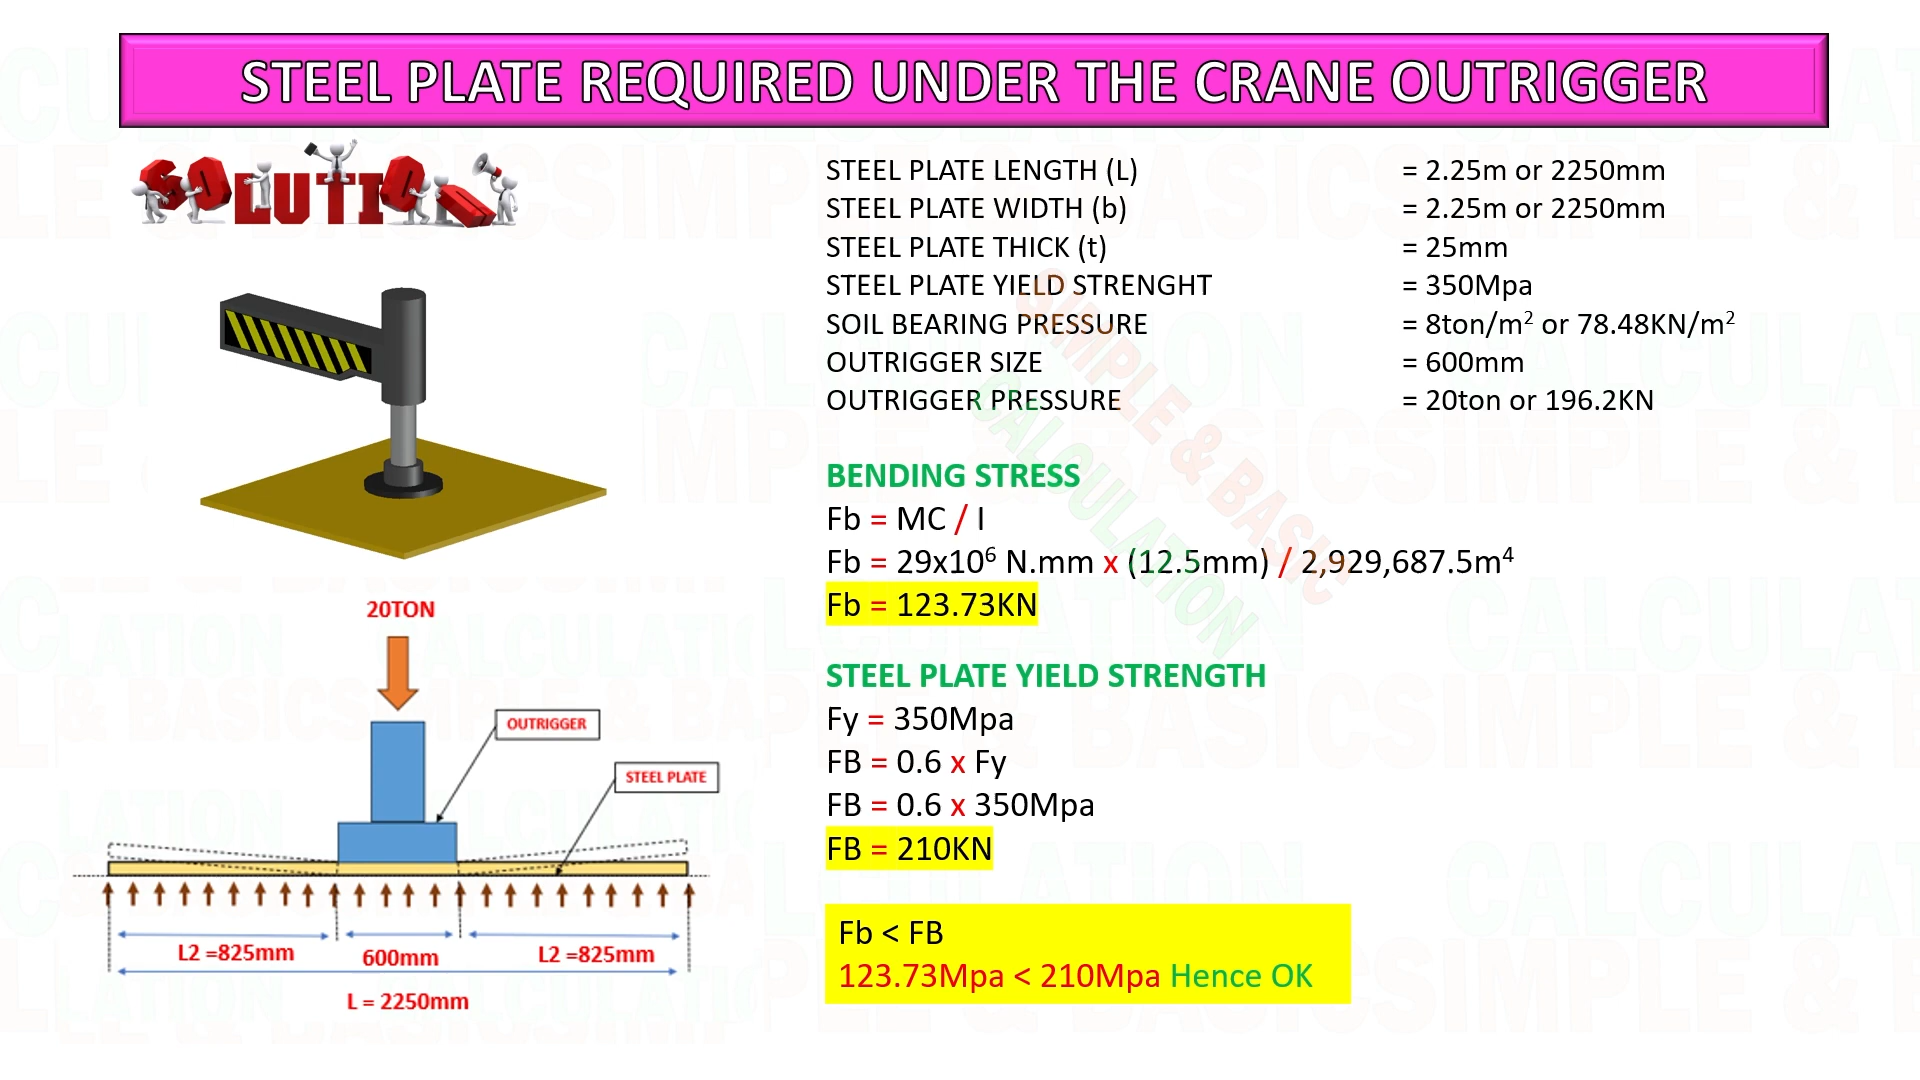 STEEL PLATE REQUIRED UNDER THE CRANE OUTRIGGER
SOLUTION
STEEL PLATE LENGTH (L) = 2.25m or 2250mm
STEEL PLATE WIDTH (b) = 2.25m or 2250mm
STEEL PLATE THICK (t) = 25mm
STEEL PLATE YIELD STRENGHT = 350Mpa
SOIL BEARING PRESSURE = 8ton/m² or 78.48KN/m²
OUTRIGGER SIZE = 600mm
OUTRIGGER PRESSURE = 20ton or 196.2KN
BENDING STRESS
Fb = MC / I
Fb = 29x10⁶ N.mm x (12.5mm) / 2,929,687.5m⁴
Fb = 123.73KN
STEEL PLATE YIELD STRENGTH
Fy = 350Mpa
FB = 0.6 x Fy
FB = 0.6 x 350Mpa
FB = 210KN
Fb < FB
123.73Mpa < 210Mpa Hence OK
20TON
OUTRIGGER
STEEL PLATE
L2 =825mm
600mm
L2 =825mm
L = 2250mm
SIMPLE & BASIC
CALCULATION